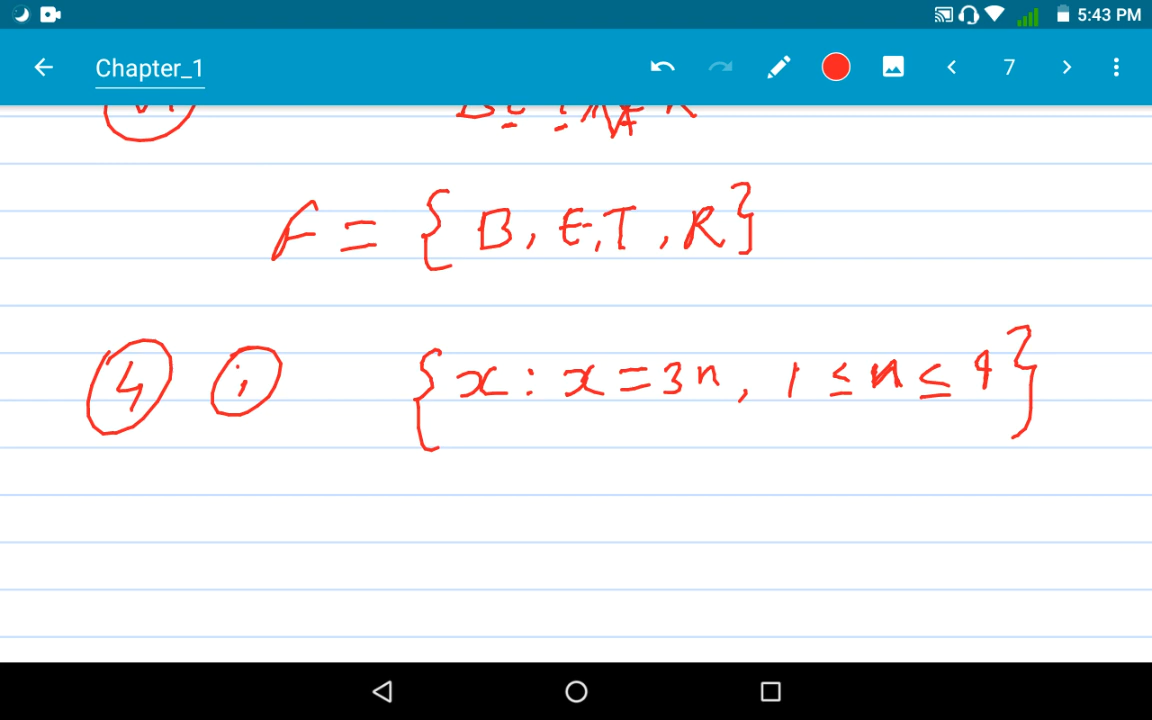 5:43 PM
Chapter_1
7
F = { B, E, T, R }
4 i { x : x = 3n, 1 ≤ n ≤ 4 }